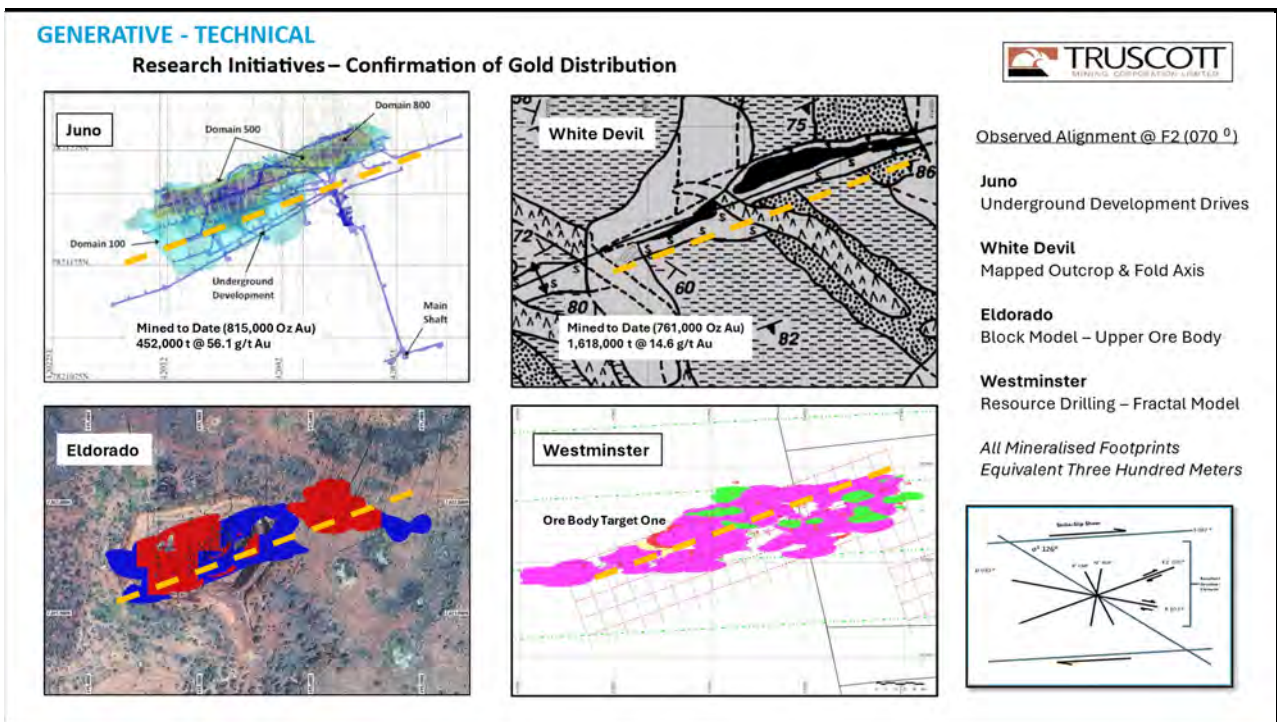 GENERATIVE - TECHNICAL
Research Initiatives – Confirmation of Gold Distribution
TRUSCOTT
MINING CORPORATION LIMITED
Juno
Domain 800
Domain 500
Domain 100
Underground
Development
Main
Shaft
Mined to Date (815,000 Oz Au)
452,000 t @ 56.1 g/t Au
White Devil
75
86
72
60
80
82
Mined to Date (761,000 Oz Au)
1,618,000 t @ 14.6 g/t Au
Observed Alignment @ F2 (070 ⁰)
Juno
Underground Development Drives
White Devil
Mapped Outcrop & Fold Axis
Eldorado
Block Model – Upper Ore Body
Westminster
Resource Drilling – Fractal Model
All Mineralised Footprints
Equivalent Three Hundred Meters
Eldorado
Westminster
Ore Body Target One
Strike-Slip Shear